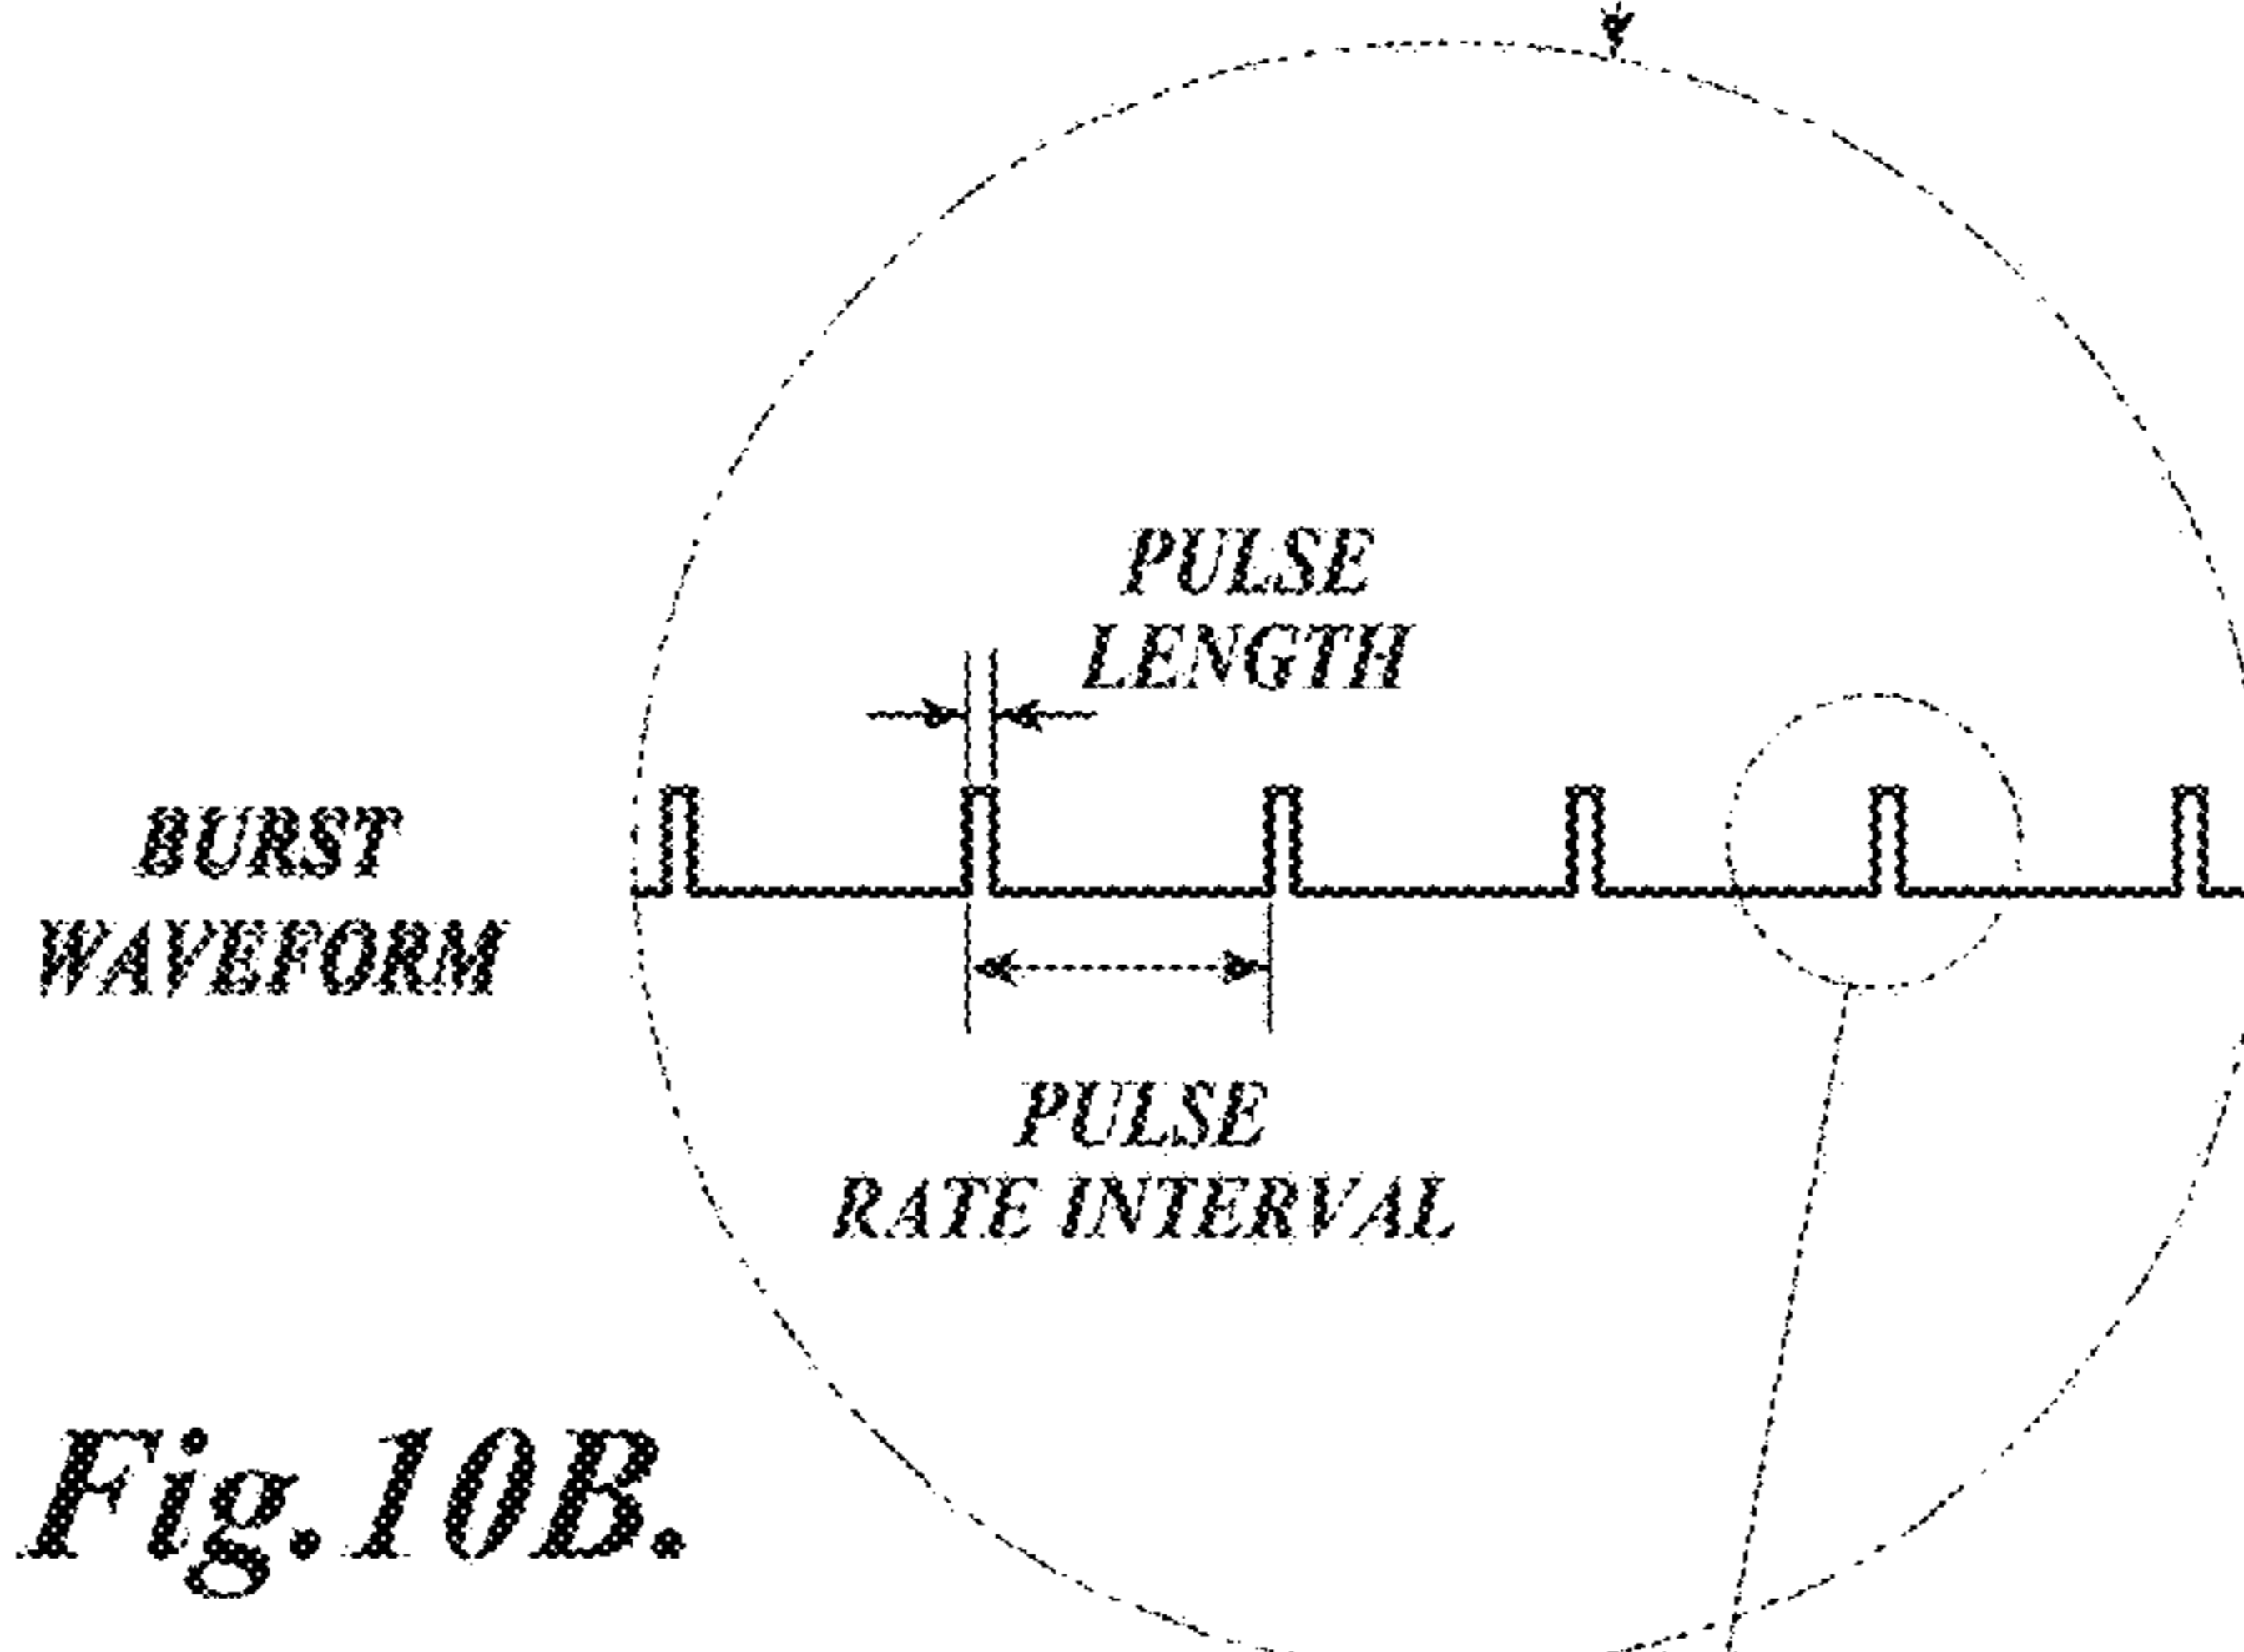 PULSE
LENGTH
BURST
WAVEFORM
PULSE
RATE INTERVAL
Fig.10B.